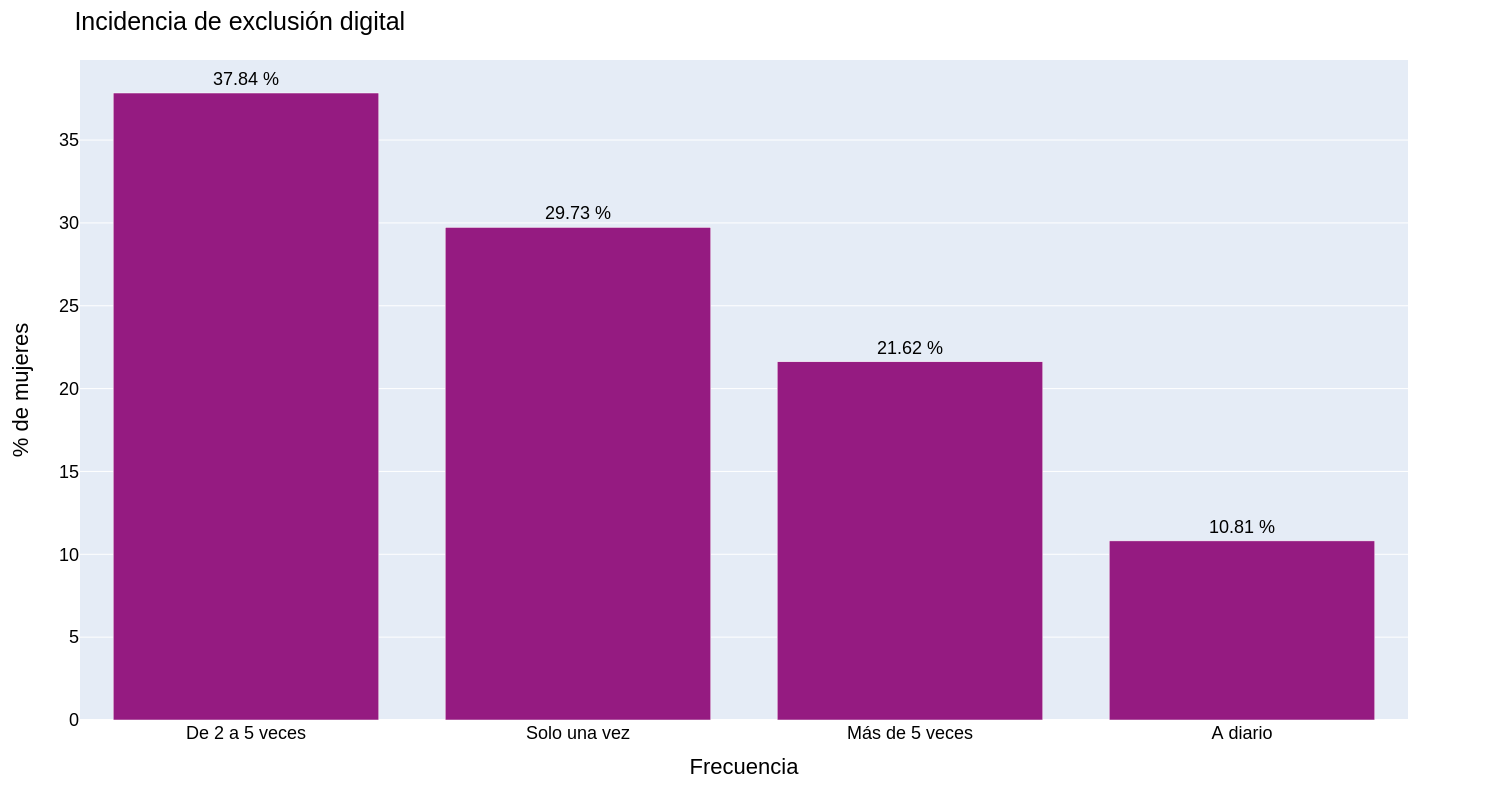 Incidencia de exclusión digital
37.84 %
29.73 %
21.62 %
10.81 %
35
30
25
20
15
10
5
0
% de mujeres
De 2 a 5 veces
Solo una vez
Más de 5 veces
A diario
Frecuencia